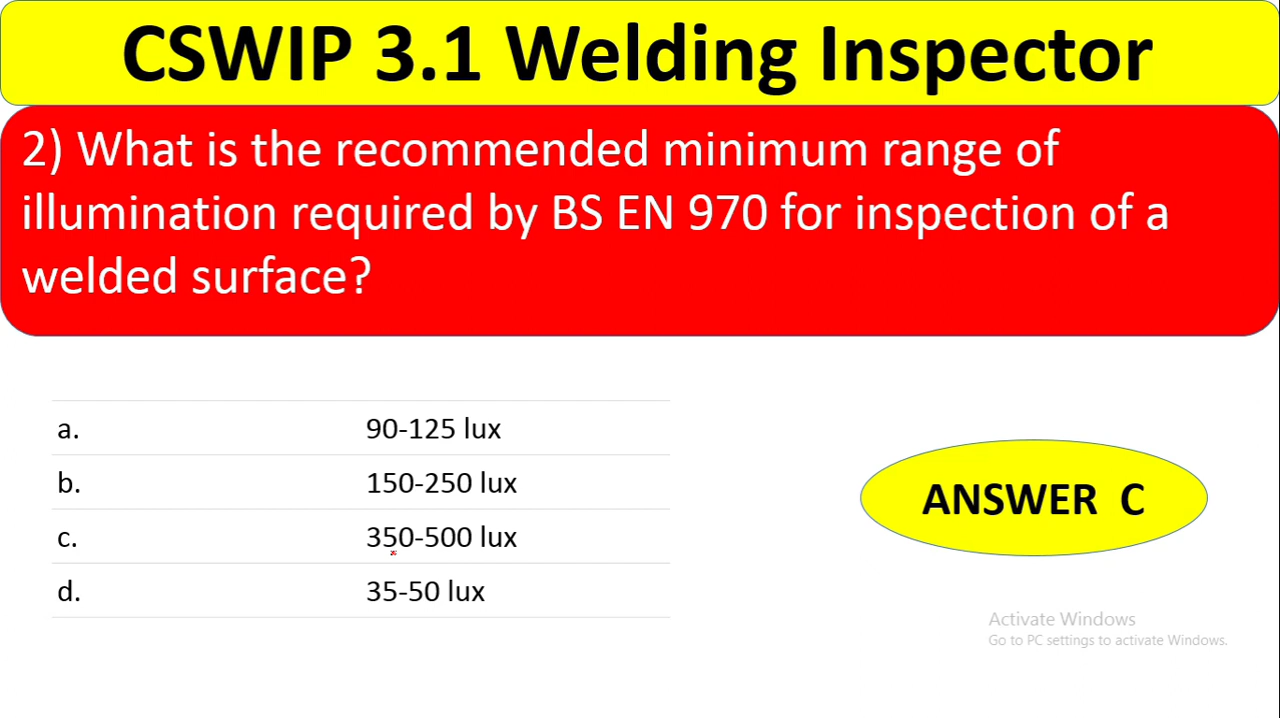 CSWIP 3.1 Welding Inspector
2) What is the recommended minimum range of
illumination required by BS EN 970 for inspection of a
welded surface?
a. 90-125 lux
b. 150-250 lux
c. 350-500 lux
d. 35-50 lux
ANSWER C
Activate Windows
Go to PC settings to activate Windows.